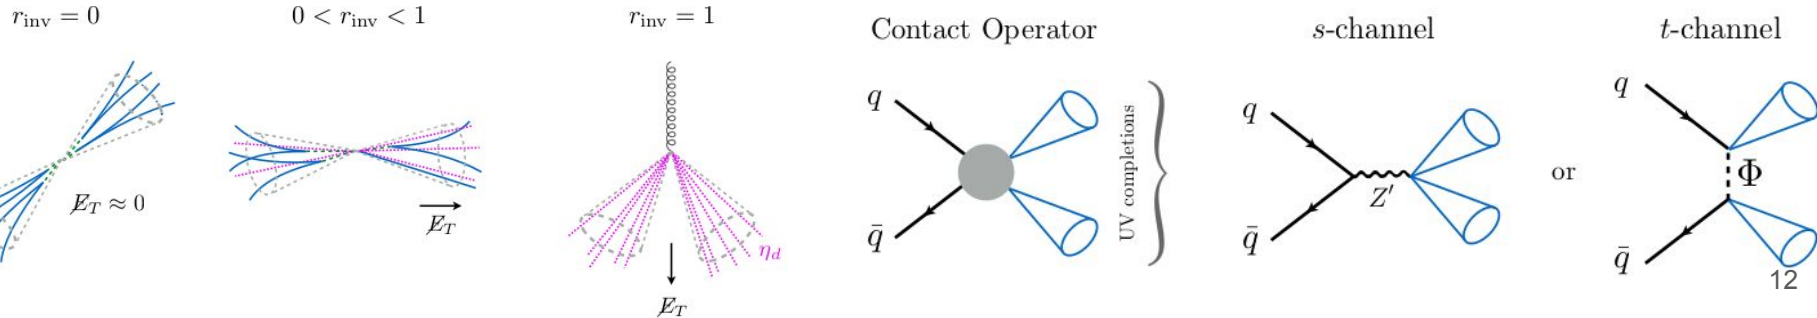 r_inv = 0
0 < r_inv < 1
r_inv = 1
Contact Operator
s-channel
t-channel
E̸_T ≈ 0
E̸_T
η_d
E̸_T
q
q̄
UV completions
q
q̄
Z′
or
q
q̄
Φ
12